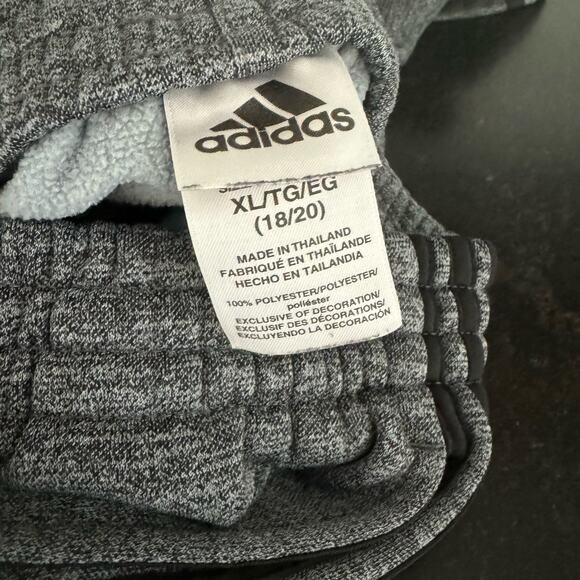 adidas
XL/TG/EG
(18/20)
MADE IN THAILAND
FABRIQUÉ EN THAÏLANDE
HECHO EN TAILANDIA
100% POLYESTER/POLYESTER/
poliéster
EXCLUSIVE OF DECORATION/
EXCLUSIF DES DÉCORATIONS/
EXCLUYENDO LA DECORACIÓN